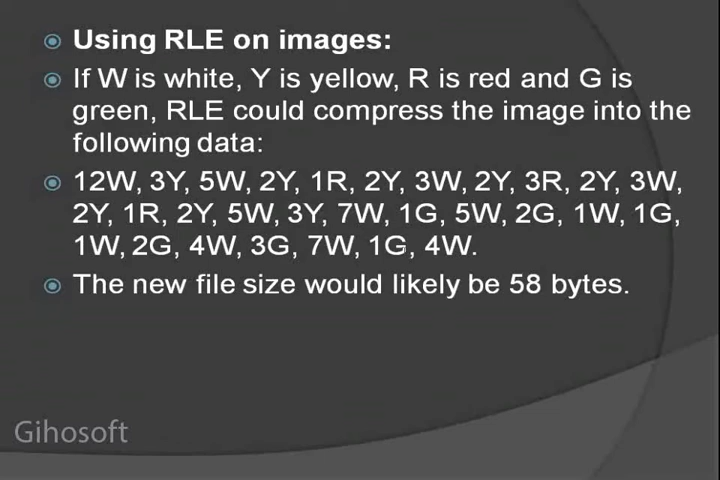 Using RLE on images:
If W is white, Y is yellow, R is red and G is
green, RLE could compress the image into the
following data:
12W, 3Y, 5W, 2Y, 1R, 2Y, 3W, 2Y, 3R, 2Y, 3W,
2Y, 1R, 2Y, 5W, 3Y, 7W, 1G, 5W, 2G, 1W, 1G,
1W, 2G, 4W, 3G, 7W, 1G, 4W.
The new file size would likely be 58 bytes.
Gihosoft